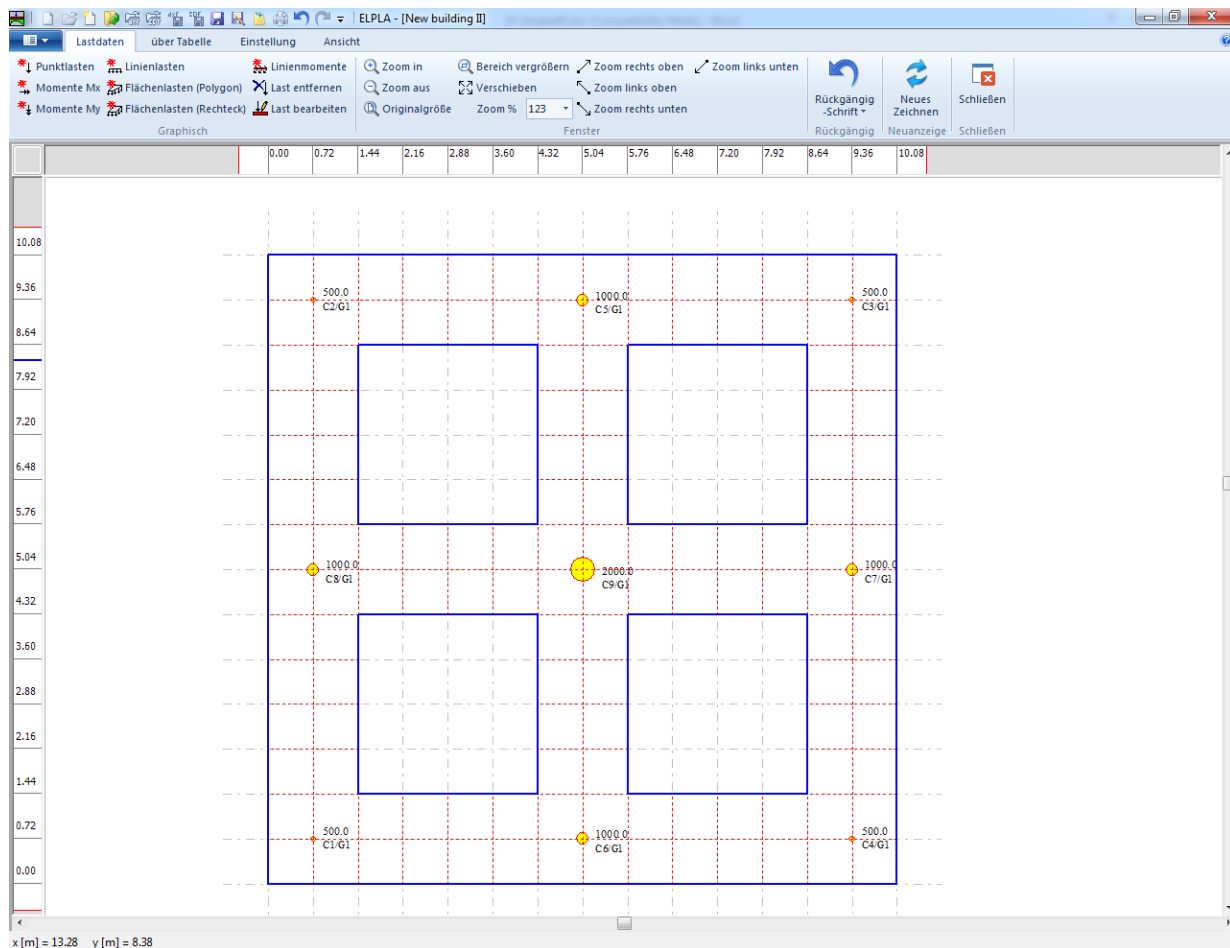 ELPLA - [New building II]
Lastdaten über Tabelle Einstellung Ansicht
Punktlasten Linienlasten Linienmomente Zoom in Bereich vergrößern Zoom rechts oben Zoom links unten
Momente Mx Flächenlasten (Polygon) Last entfernen Zoom aus Verschieben Zoom links oben
Momente My Flächenlasten (Rechteck) Last bearbeiten Originalgröße Zoom % 123 Zoom rechts unten
Rückgängig
-Schrift
Neues
Zeichnen
Schließen
Graphisch Fenster Rückgängig Neuanzeige Schließen
0.00 0.72 1.44 2.16 2.88 3.60 4.32 5.04 5.76 6.48 7.20 7.92 8.64 9.36 10.08
10.08
9.36
8.64
7.92
7.20
6.48
5.76
5.04
4.32
3.60
2.88
2.16
1.44
0.72
0.00
500.0
C2/G1
1000.0
C5/G1
500.0
C3/G1
1000.0
C8/G1
2000.0
C9/G1
1000.0
C7/G1
500.0
C1/G1
1000.0
C6/G1
500.0
C4/G1
x [m] = 13.28 y [m] = 8.38